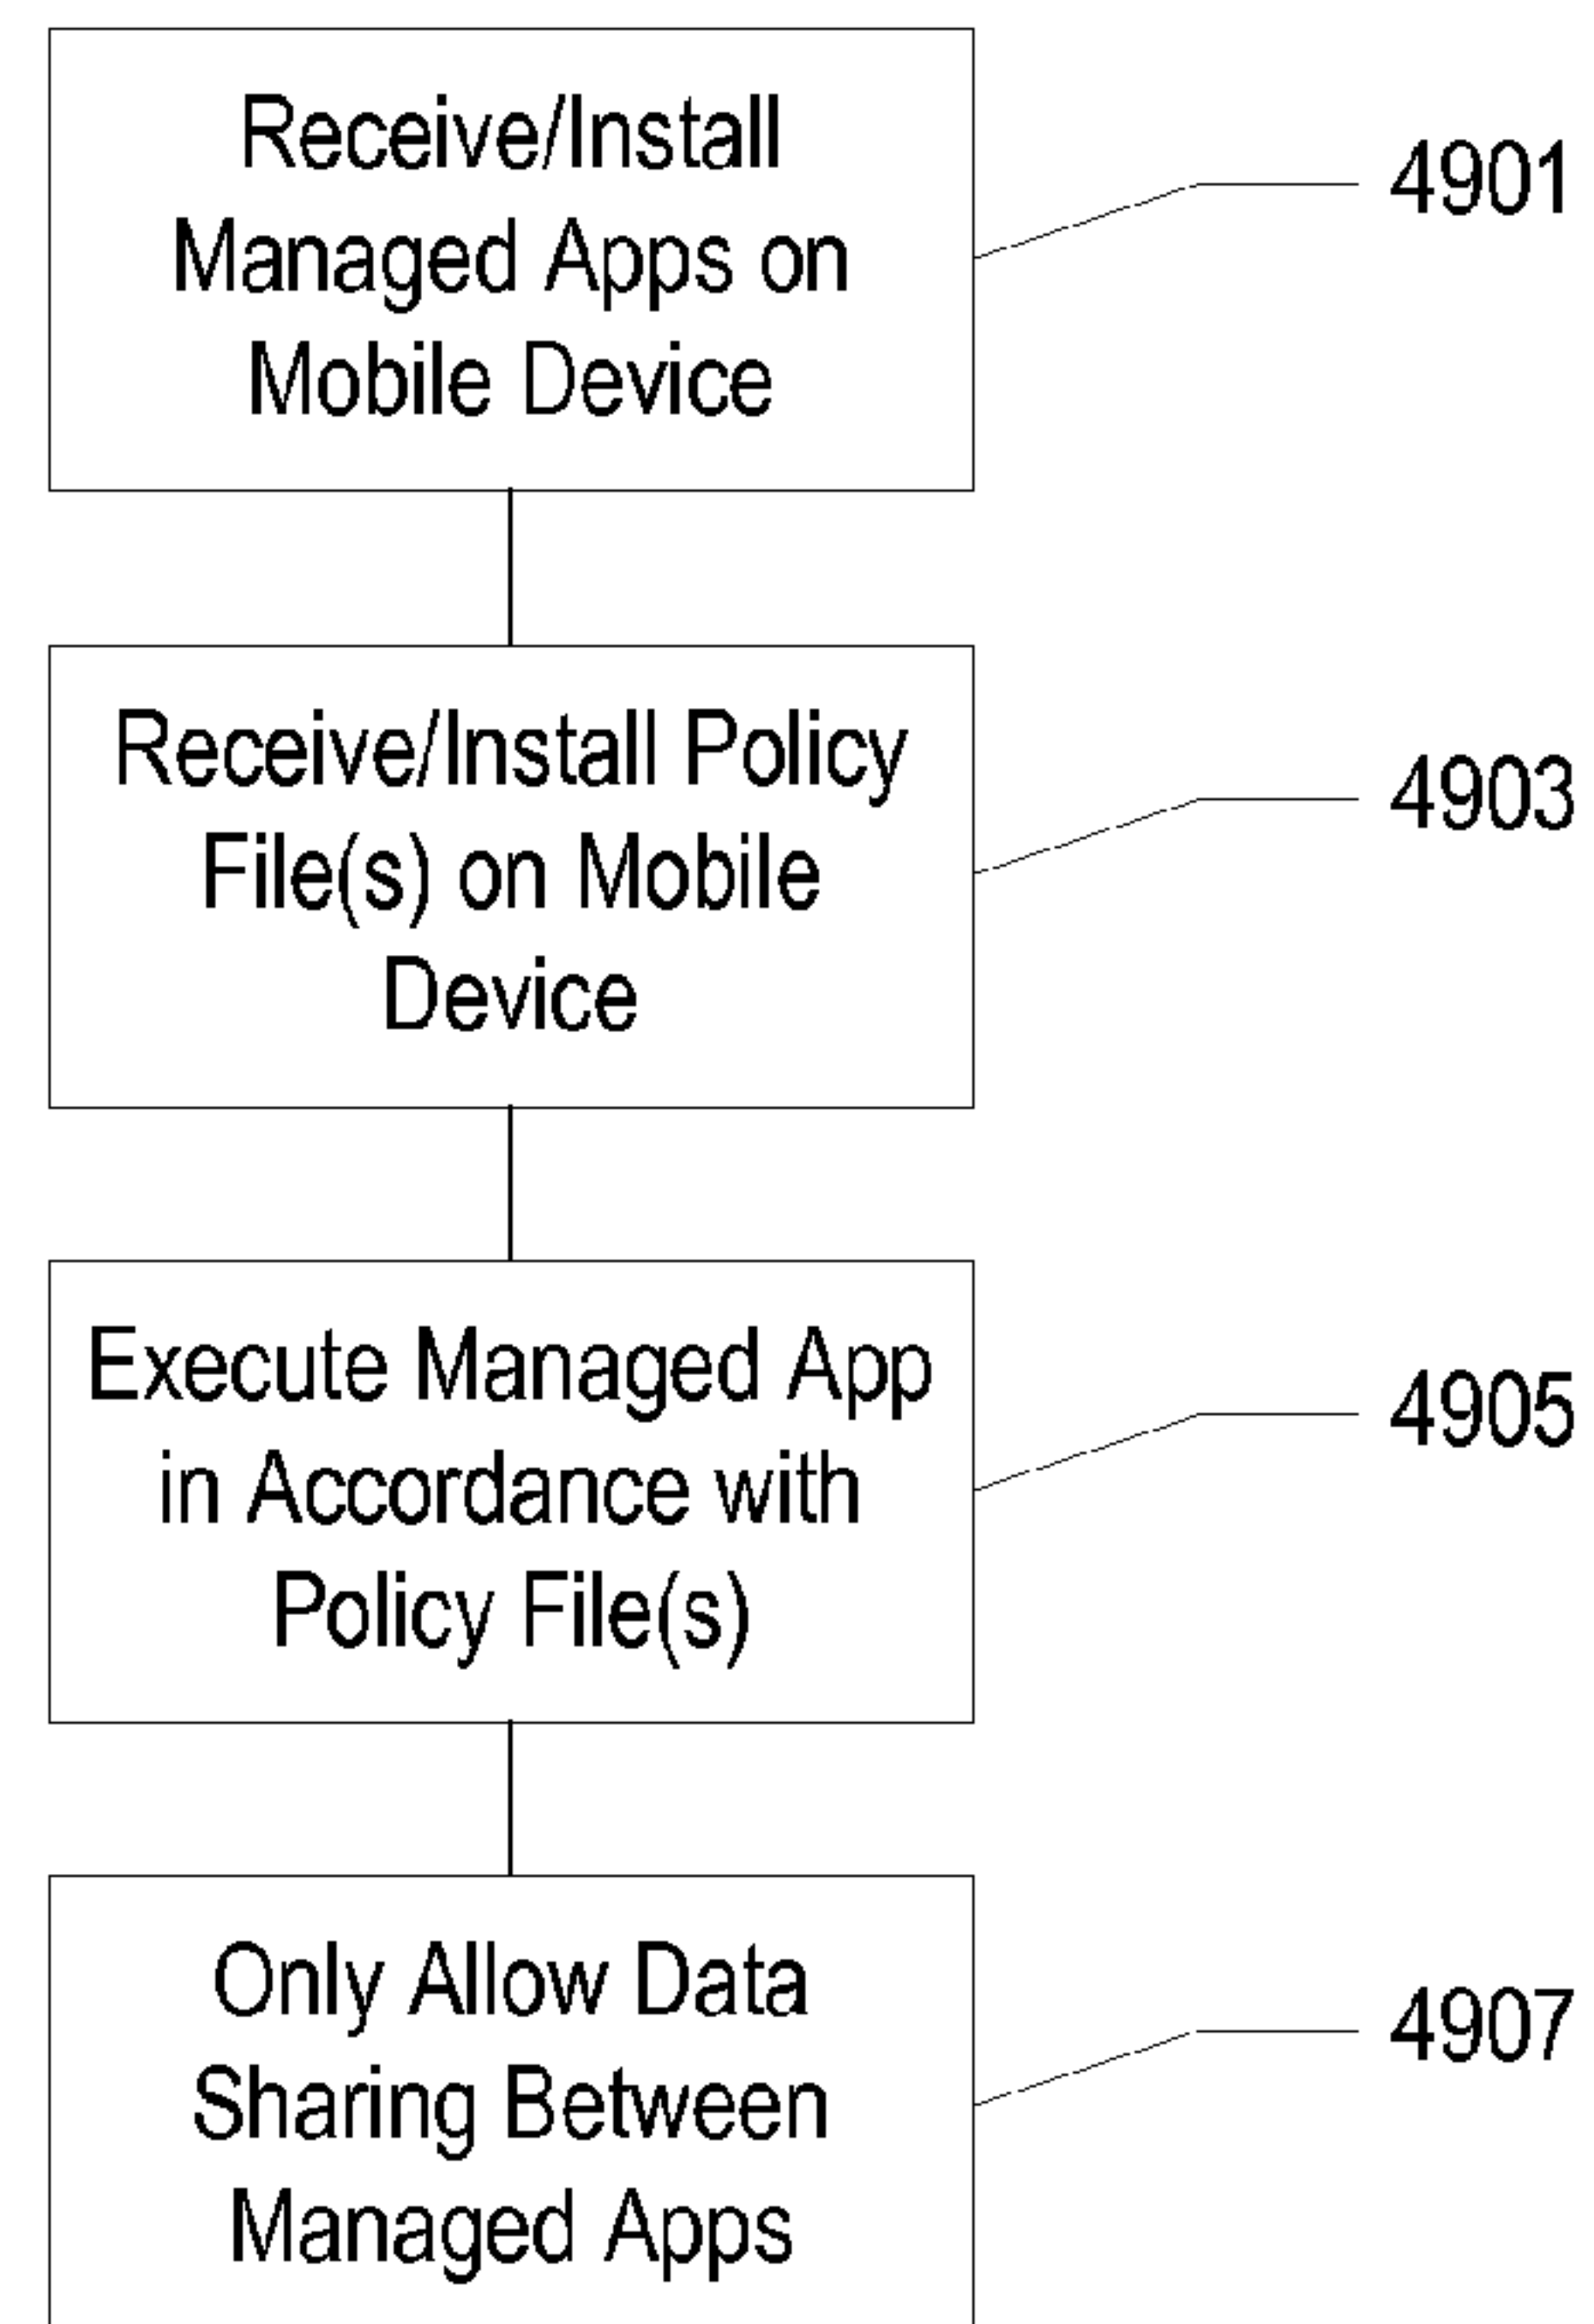 Receive/Install
Managed Apps on
Mobile Device
4901
Receive/Install Policy
File(s) on Mobile
Device
4903
Execute Managed App
in Accordance with
Policy File(s)
4905
Only Allow Data
Sharing Between
Managed Apps
4907